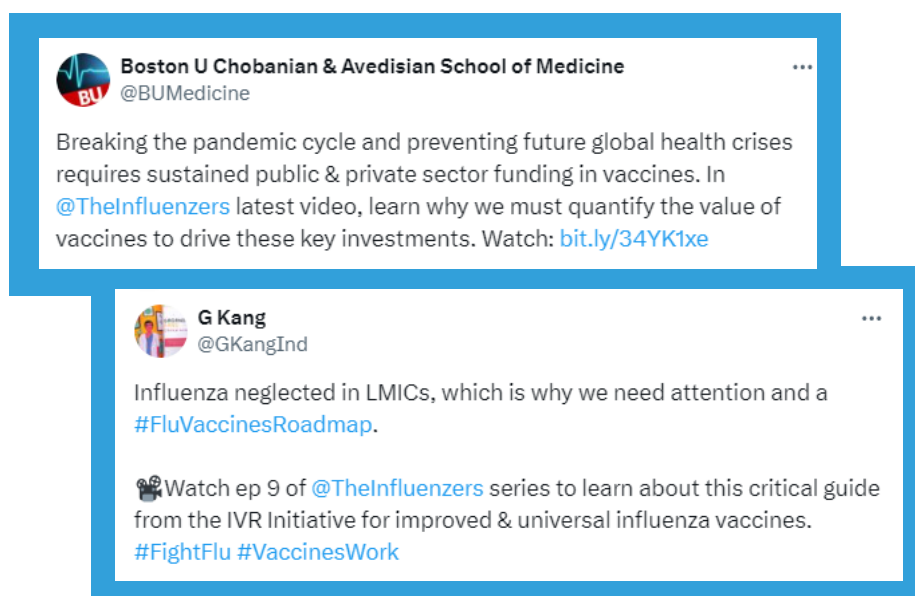 Boston U Chobanian & Avedisian School of Medicine
@BUMedicine
Breaking the pandemic cycle and preventing future global health crises
requires sustained public & private sector funding in vaccines. In
@TheInfluenzers latest video, learn why we must quantify the value of
vaccines to drive these key investments. Watch: bit.ly/34YK1xe
BU
G Kang
@GKangInd
Influenza neglected in LMICs, which is why we need attention and a
#FluVaccinesRoadmap.
🎥Watch ep 9 of @TheInfluenzers series to learn about this critical guide
from the IVR Initiative for improved & universal influenza vaccines.
#FightFlu #VaccinesWork